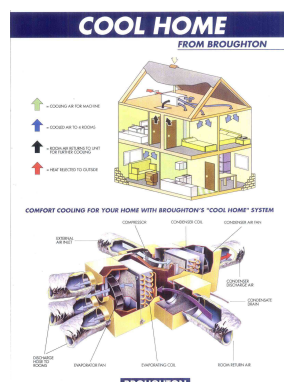 COOL HOME
FROM BROUGHTON
= COOLING AIR FOR MACHINE
= COOLED AIR TO 6 ROOMS
= ROOM AIR RETURNS TO UNIT
FOR FURTHER COOLING
= HEAT REJECTED TO OUTSIDE
COMFORT COOLING FOR YOUR HOME WITH BROUGHTON'S "COOL HOME" SYSTEM
COMPRESSOR
CONDENSER COIL
CONDENSER AIR FAN
EXTERNAL
AIR INLET
CONDENSER
DISCHARGE AIR
CONDENSATE
DRAIN
DISCHARGE
HOSE TO
ROOMS
EVAPORATOR FAN
EVAPORATING COIL
ROOM RETURN AIR
BROUGHTON